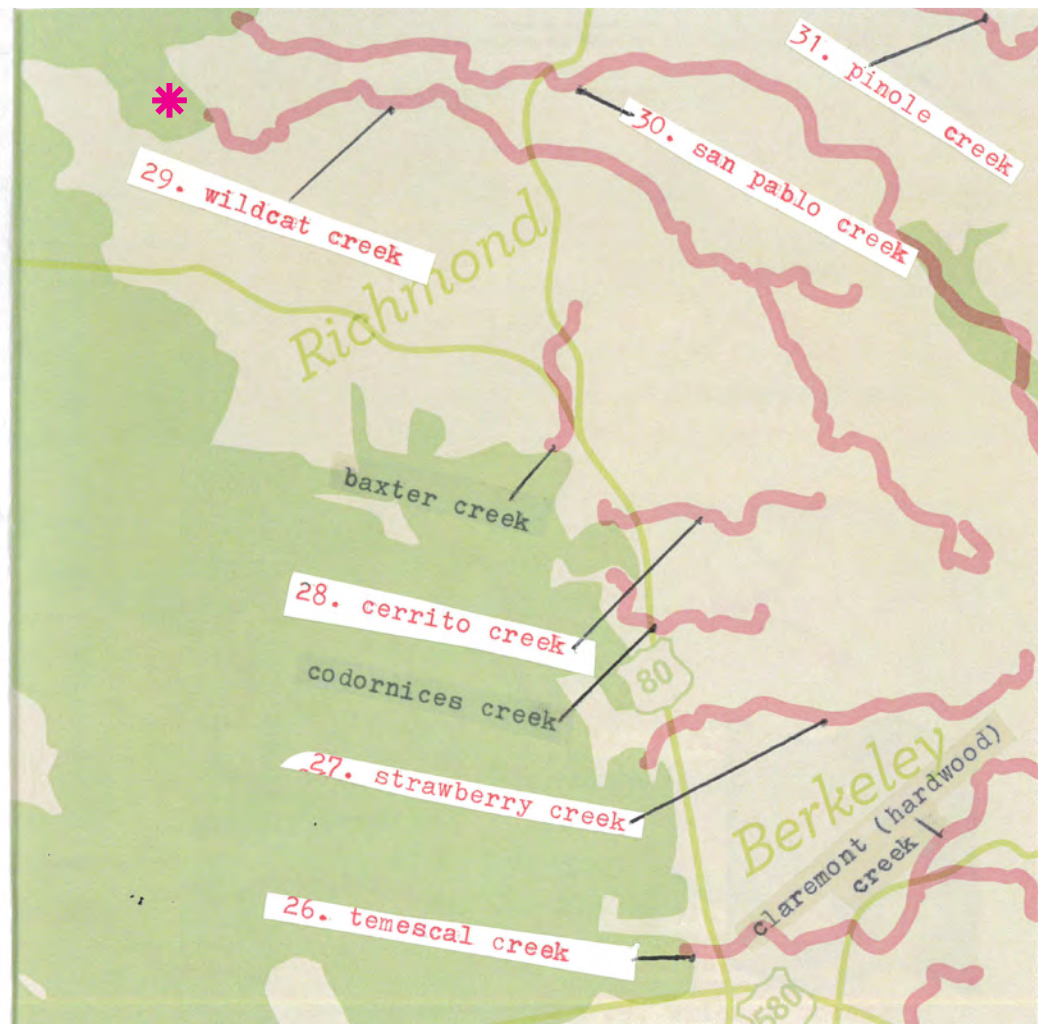 31. pinole creek
30. san pablo creek
29. wildcat creek
Richmond
baxter creek
28. cerrito creek
codornices creek
80
27. strawberry creek
Berkeley
claremont (hardwood)
creek
26. temescal creek
580